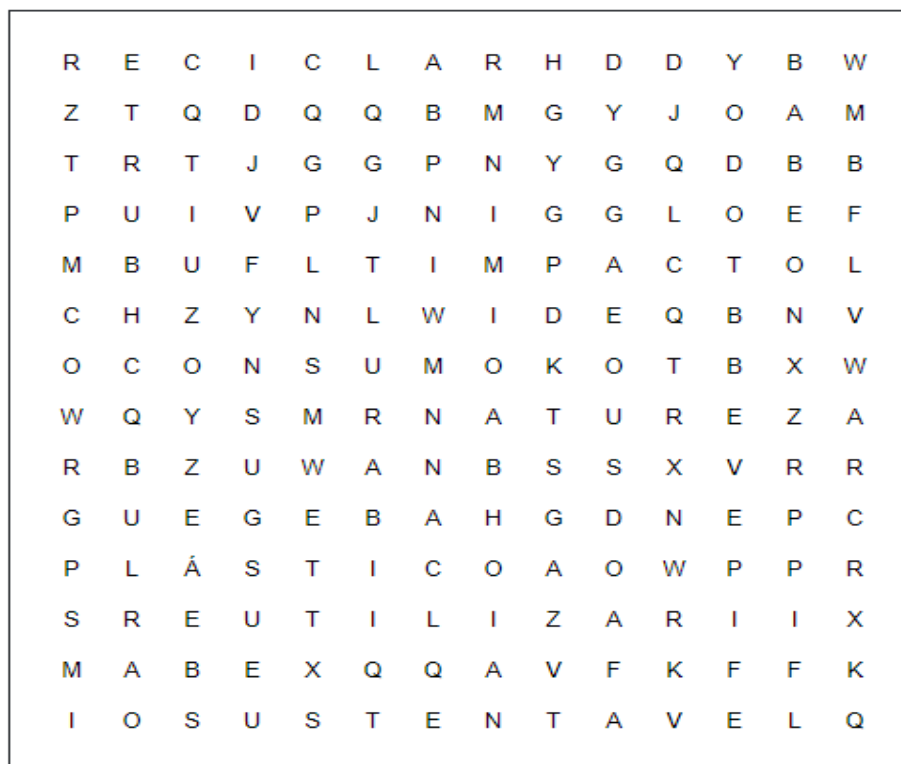 R E C I C L A R H D D Y B W
Z T Q D Q Q B M G Y J O A M
T R T J G G P N Y G Q D B B
P U I V P J N I G G L O E F
M B U F L T I M P A C T O L
C H Z Y N L W I D E Q B N V
O C O N S U M O K O T B X W
W Q Y S M R N A T U R E Z A
R B Z U W A N B S S X V R R
G U E G E B A H G D N E P C
P L Á S T I C O A O W P P R
S R E U T I L I Z A R I I X
M A B E X Q Q A V F K F F K
I O S U S T E N T A V E L Q